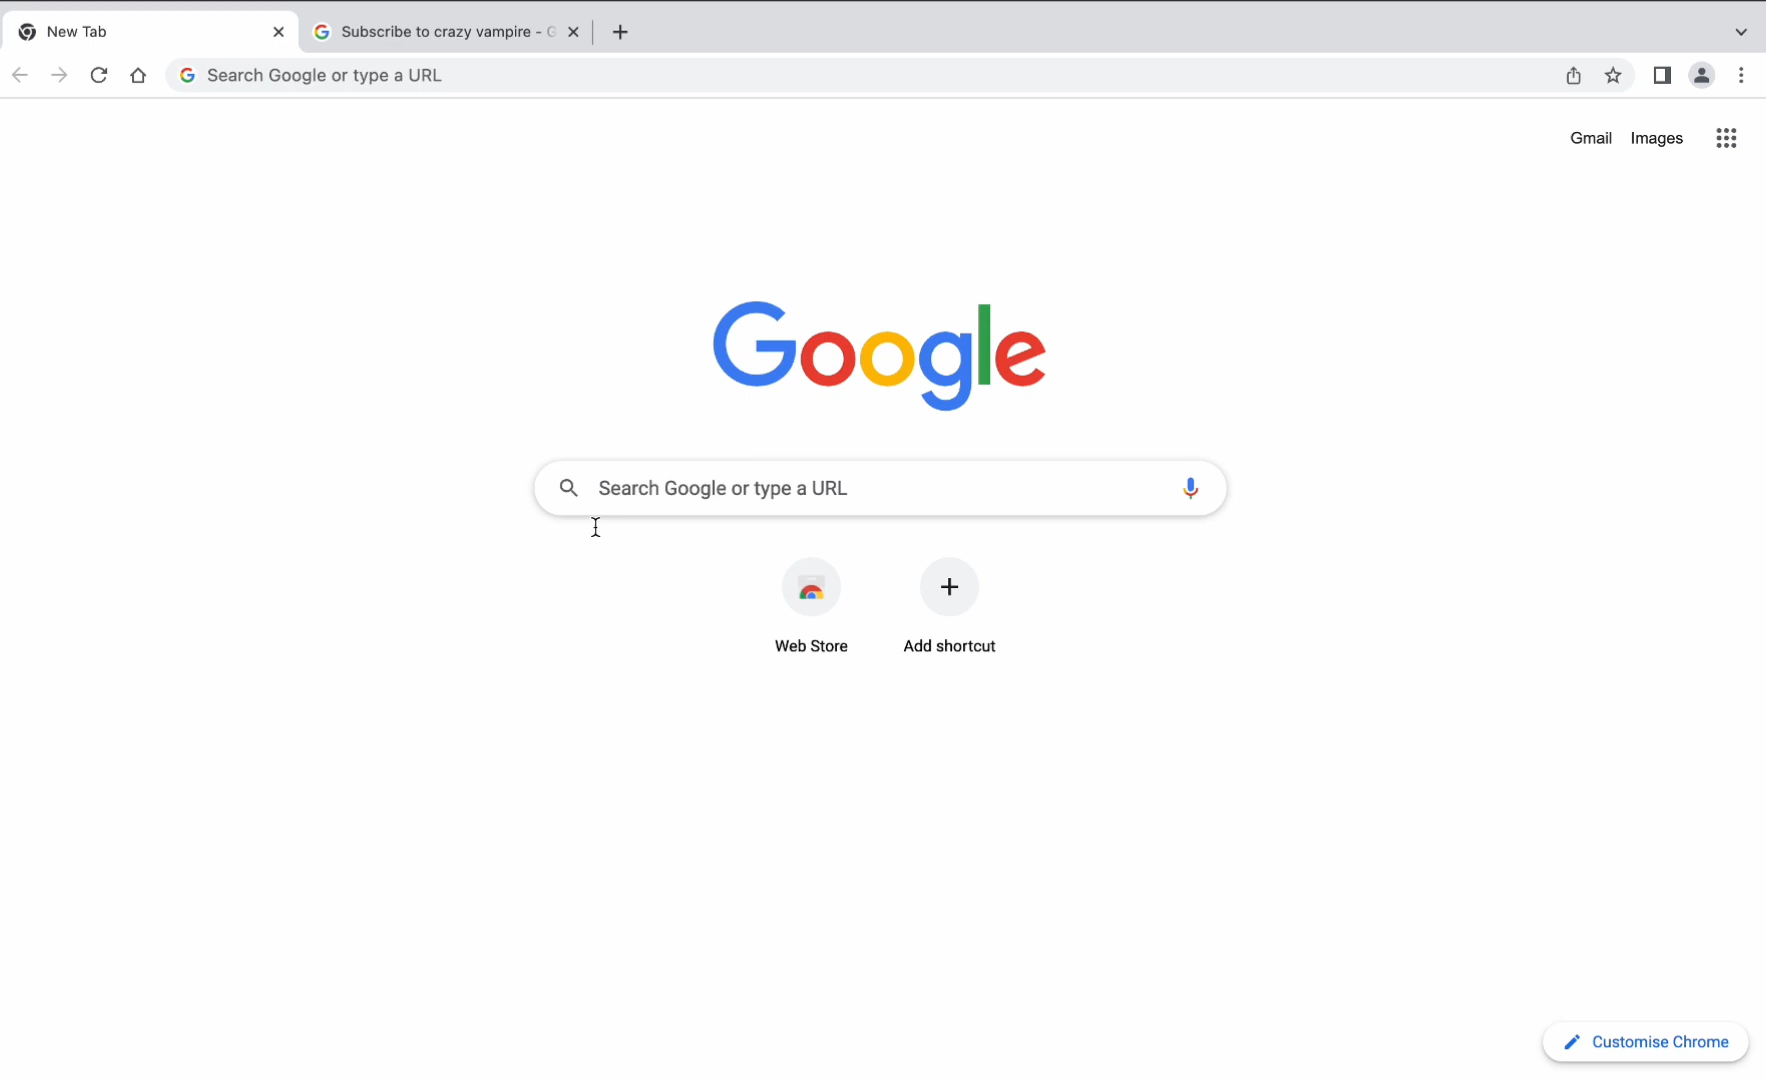 New Tab
Subscribe to crazy vampire - G
Search Google or type a URL
Gmail Images
Google
Search Google or type a URL
Web Store Add shortcut
Customise Chrome